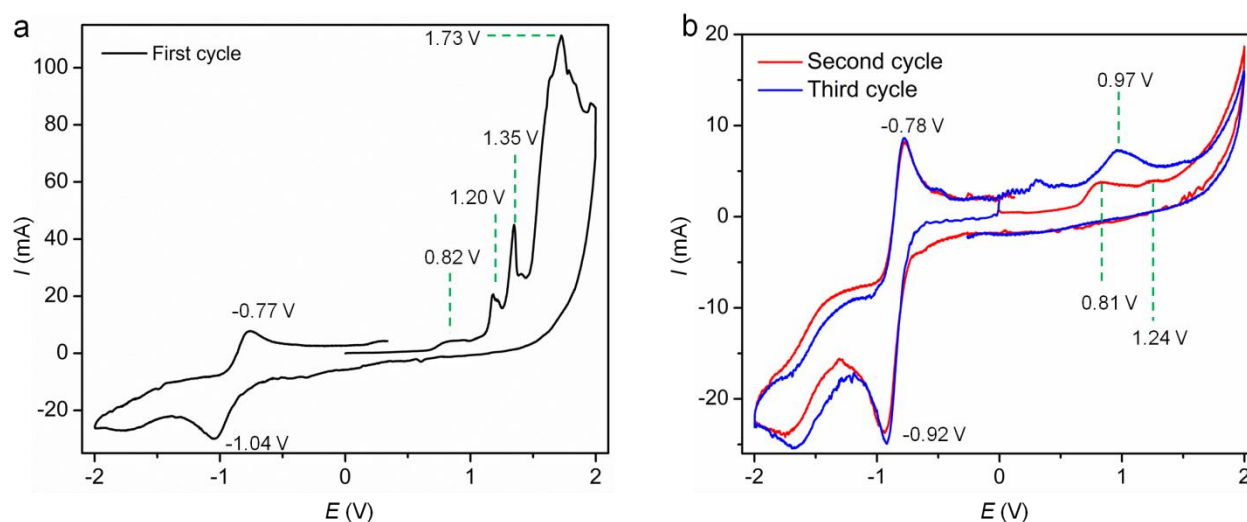 a
First cycle
1.73 V
1.35 V
1.20 V
0.82 V
-0.77 V
-1.04 V
100
80
60
40
20
0
-20
-2
-1
0
1
2
I (mA)
E (V)
b
Second cycle
Third cycle
0.97 V
-0.78 V
0.81 V
1.24 V
-0.92 V
20
10
0
-10
-20
-2
-1
0
1
2
I (mA)
E (V)